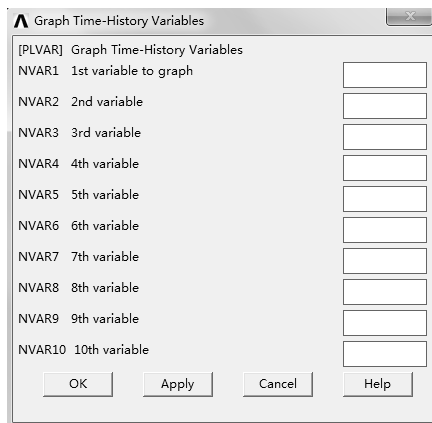 Graph Time-History Variables
[PLVAR] Graph Time-History Variables
NVAR1 1st variable to graph
NVAR2 2nd variable
NVAR3 3rd variable
NVAR4 4th variable
NVAR5 5th variable
NVAR6 6th variable
NVAR7 7th variable
NVAR8 8th variable
NVAR9 9th variable
NVAR10 10th variable
OK Apply Cancel Help